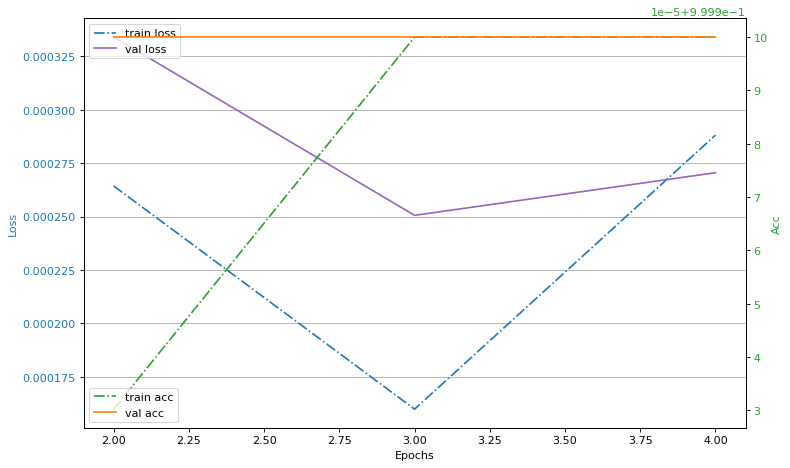 1e−5+9.999e−1
train loss
val loss
0.000325
0.000300
0.000275
0.000250
0.000225
0.000200
0.000175
Loss
10
9
8
7
6
5
4
3
Acc
train acc
val acc
2.00 2.25 2.50 2.75 3.00 3.25 3.50 3.75 4.00
Epochs